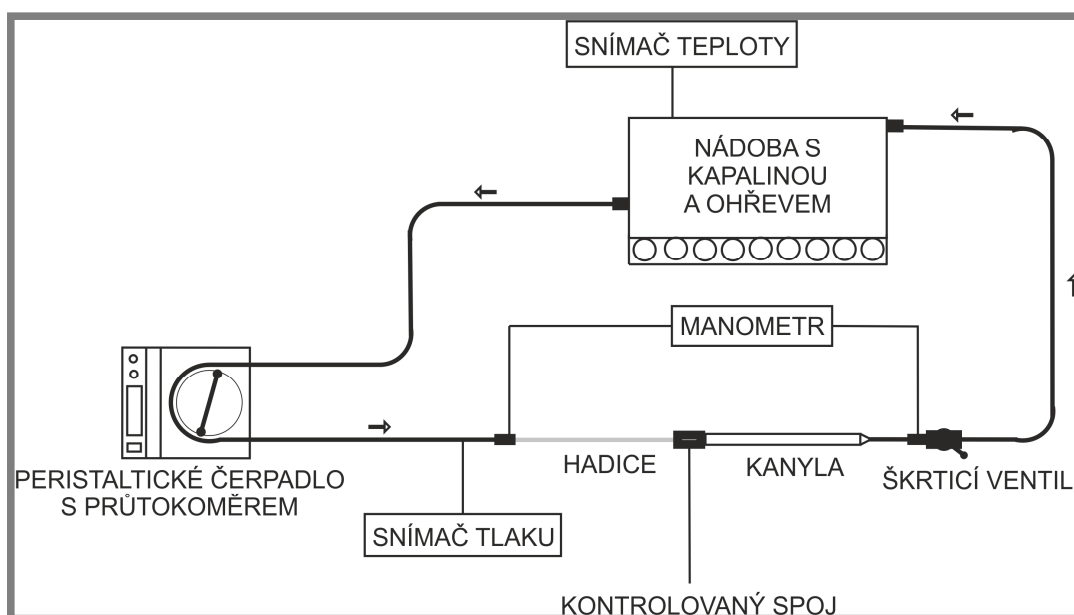 SNÍMAČ TEPLOTY
NÁDOBA S
KAPALINOU
A OHŘEVEM
MANOMETR
HADICE
KANYLA
ŠKRTICÍ VENTIL
PERISTALTICKÉ ČERPADLO
S PRŮTOKOMĚREM
SNÍMAČ TLAKU
KONTROLOVANÝ SPOJ